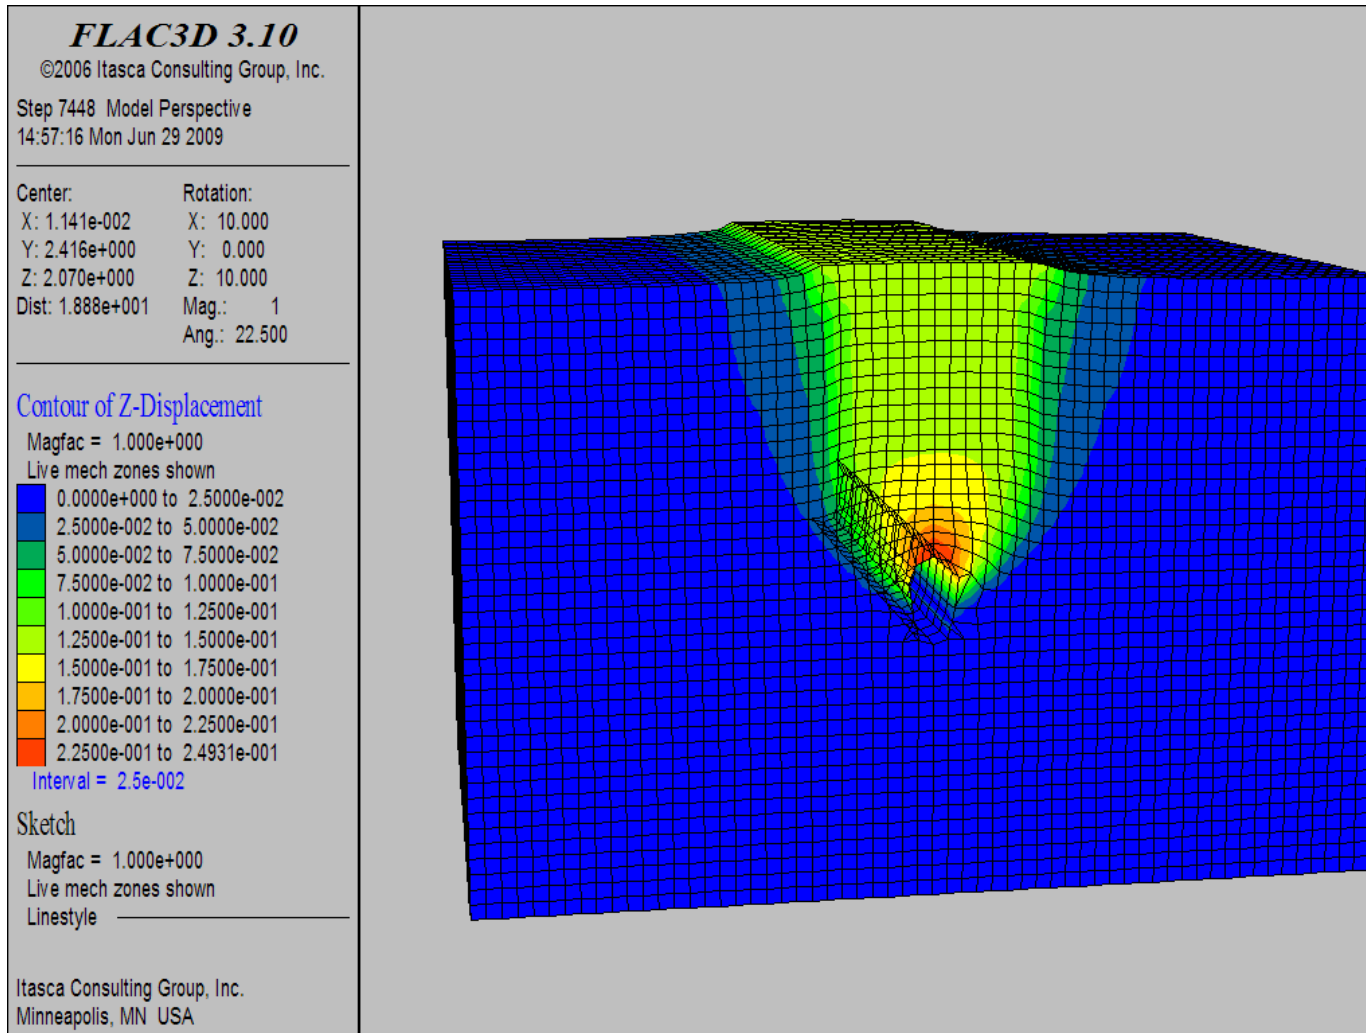 FLAC3D 3.10
©2006 Itasca Consulting Group, Inc.
Step 7448 Model Perspective
14:57:16 Mon Jun 29 2009
Center: Rotation:
X: 1.141e-002 X: 10.000
Y: 2.416e+000 Y: 0.000
Z: 2.070e+000 Z: 10.000
Dist: 1.888e+001 Mag.: 1
Ang.: 22.500
Contour of Z-Displacement
Magfac = 1.000e+000
Live mech zones shown
0.0000e+000 to 2.5000e-002
2.5000e-002 to 5.0000e-002
5.0000e-002 to 7.5000e-002
7.5000e-002 to 1.0000e-001
1.0000e-001 to 1.2500e-001
1.2500e-001 to 1.5000e-001
1.5000e-001 to 1.7500e-001
1.7500e-001 to 2.0000e-001
2.0000e-001 to 2.2500e-001
2.2500e-001 to 2.4931e-001
Interval = 2.5e-002
Sketch
Magfac = 1.000e+000
Live mech zones shown
Linestyle
Itasca Consulting Group, Inc.
Minneapolis, MN USA